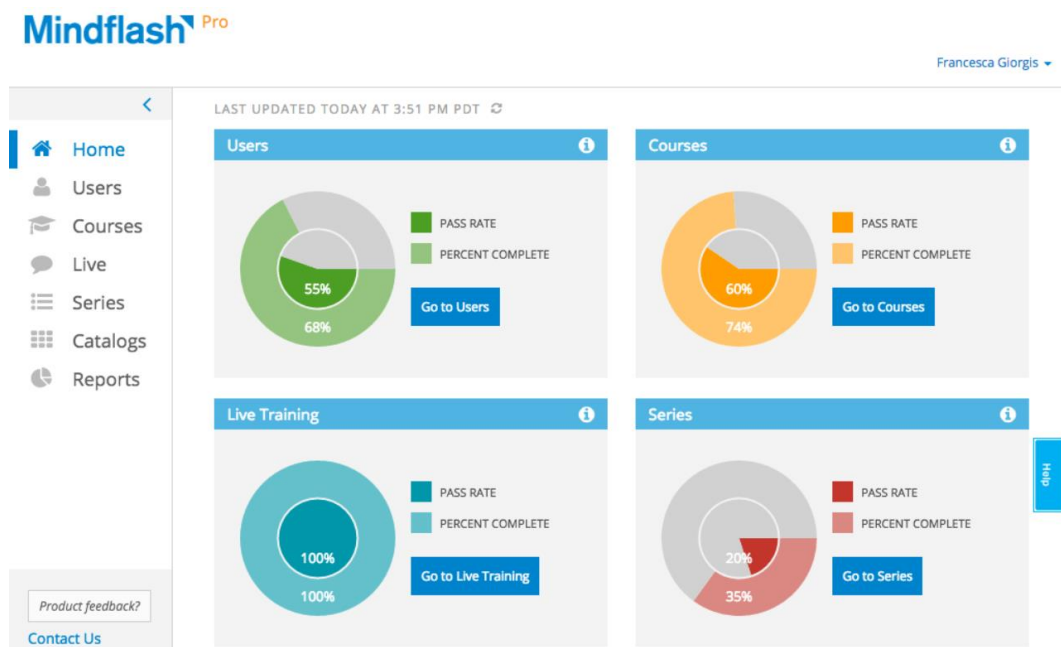 Mindflash Pro
Francesca Giorgis
LAST UPDATED TODAY AT 3:51 PM PDT
Home
Users
Courses
Live
Series
Catalogs
Reports
Product feedback?
Contact Us
Users
PASS RATE
PERCENT COMPLETE
55%
68%
Go to Users
Courses
PASS RATE
PERCENT COMPLETE
60%
74%
Go to Courses
Live Training
PASS RATE
PERCENT COMPLETE
100%
100%
Go to Live Training
Series
PASS RATE
PERCENT COMPLETE
20%
35%
Go to Series
Help